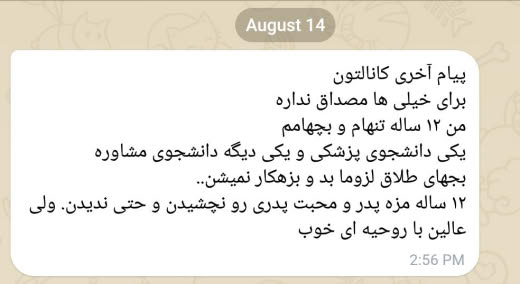 August 14
پیام آخری کانالتون
برای خیلی ها مصداق نداره
من ۱۲ ساله تنهام و بچهامم
یکی دانشجوی پزشکی و یکی دیگه دانشجوی مشاوره
بجهای طلاق لزوما بد و بزهکار نمیشن..
۱۲ ساله مزه پدر و محبت پدری رو نچشیدن و حتی ندیدن. ولی
عالین با روحیه ای خوب
2:56 PM